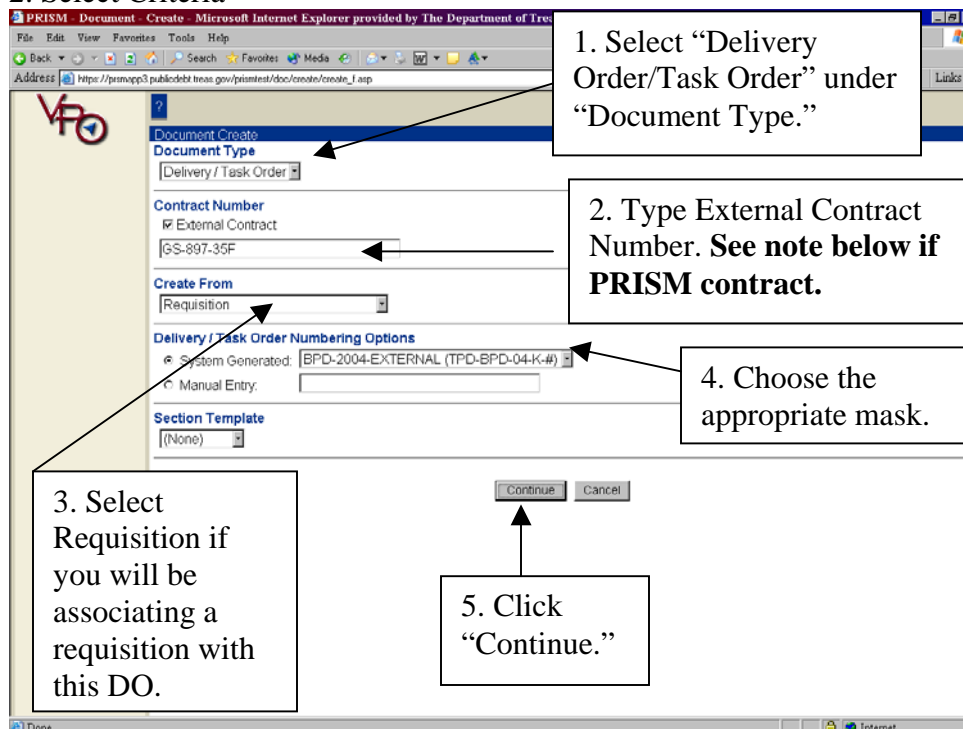 2. Select Criteria
PRISM - Document - Create - Microsoft Internet Explorer provided by The Department of Trea
File Edit View Favorites Tools Help
Back Search Favorites Media
Address https://prismapp3.publicdebt.treas.gov/prismtest/doc/create/create_f.asp
Links
VPO
?
1. Select “Delivery
Order/Task Order” under
“Document Type.”
Document Create
Document Type
Delivery / Task Order
Contract Number
External Contract
GS-897-35F
2. Type External Contract
Number. See note below if
PRISM contract.
Create From
Requisition
Delivery / Task Order Numbering Options
System Generated: BPD-2004-EXTERNAL (TPD-BPD-04-K-#)
Manual Entry:
4. Choose the
appropriate mask.
Section Template
(None)
Continue Cancel
3. Select
Requisition if
you will be
associating a
requisition with
this DO.
5. Click
“Continue.”
Done
Internet